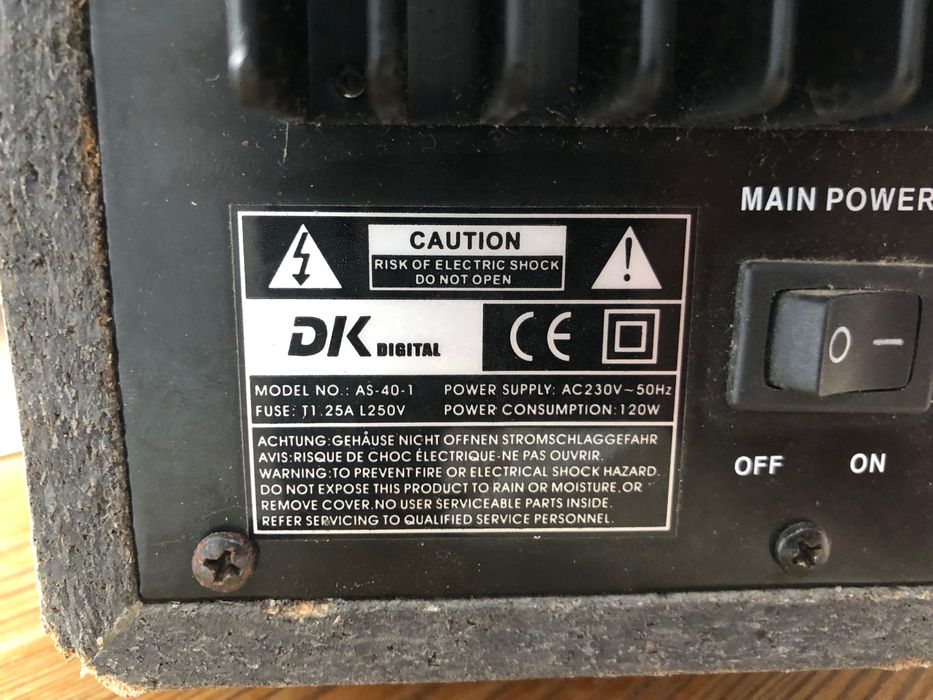 MAIN POWER
CAUTION
RISK OF ELECTRIC SHOCK
DO NOT OPEN
DK DIGITAL
CE
MODEL NO.: AS-40-1 POWER SUPPLY: AC230V~50Hz
FUSE: T1.25A L250V POWER CONSUMPTION:120W
ACHTUNG:GEHÄUSE NICHT OFFNEN STROMSCHLAGGEFAHR
AVIS:RISQUE DE CHOC ÉLECTRIQUE-NE PAS OUVRIR.
WARNING:TO PREVENT FIRE OR ELECTRICAL SHOCK HAZARD.
DO NOT EXPOSE THIS PRODUCT TO RAIN OR MOISTURE.OR
REMOVE COVER.NO USER SERVICEABLE PARTS INSIDE.
REFER SERVICING TO QUALIFIED SERVICE PERSONNEL.
O –
OFF ON